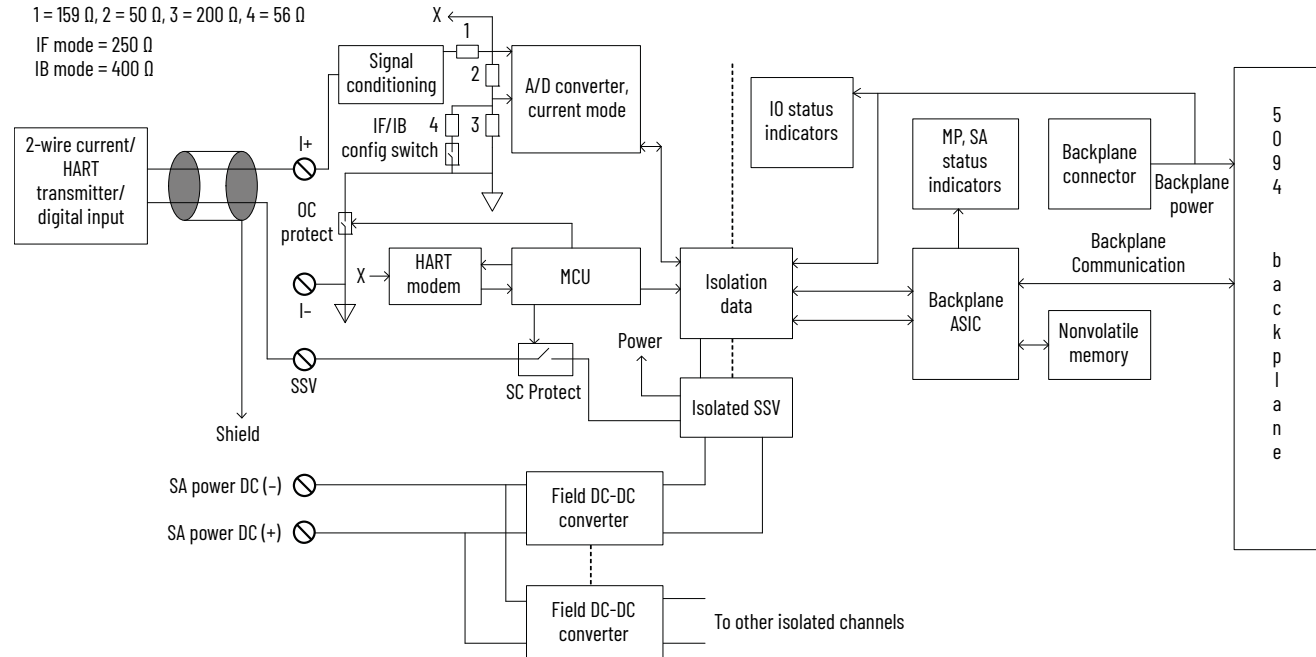 1 = 159 Ω, 2 = 50 Ω, 3 = 200 Ω, 4 = 56 Ω
IF mode = 250 Ω
IB mode = 400 Ω
X
1
Signal
conditioning
2
A/D converter,
current mode
4
3
IF/IB
config switch
2-wire current/
HART
transmitter/
digital input
I+
OC
protect
X
HART
modem
MCU
I-
SSV
SC Protect
Shield
Power
Isolation
data
Isolated SSV
IO status
indicators
MP, SA
status
indicators
Backplane
connector
Backplane
power
Backplane
Communication
Backplane
ASIC
Nonvolatile
memory
5
0
9
4
b
a
c
k
p
l
a
n
e
SA power DC (-)
SA power DC (+)
Field DC-DC
converter
Field DC-DC
converter
To other isolated channels